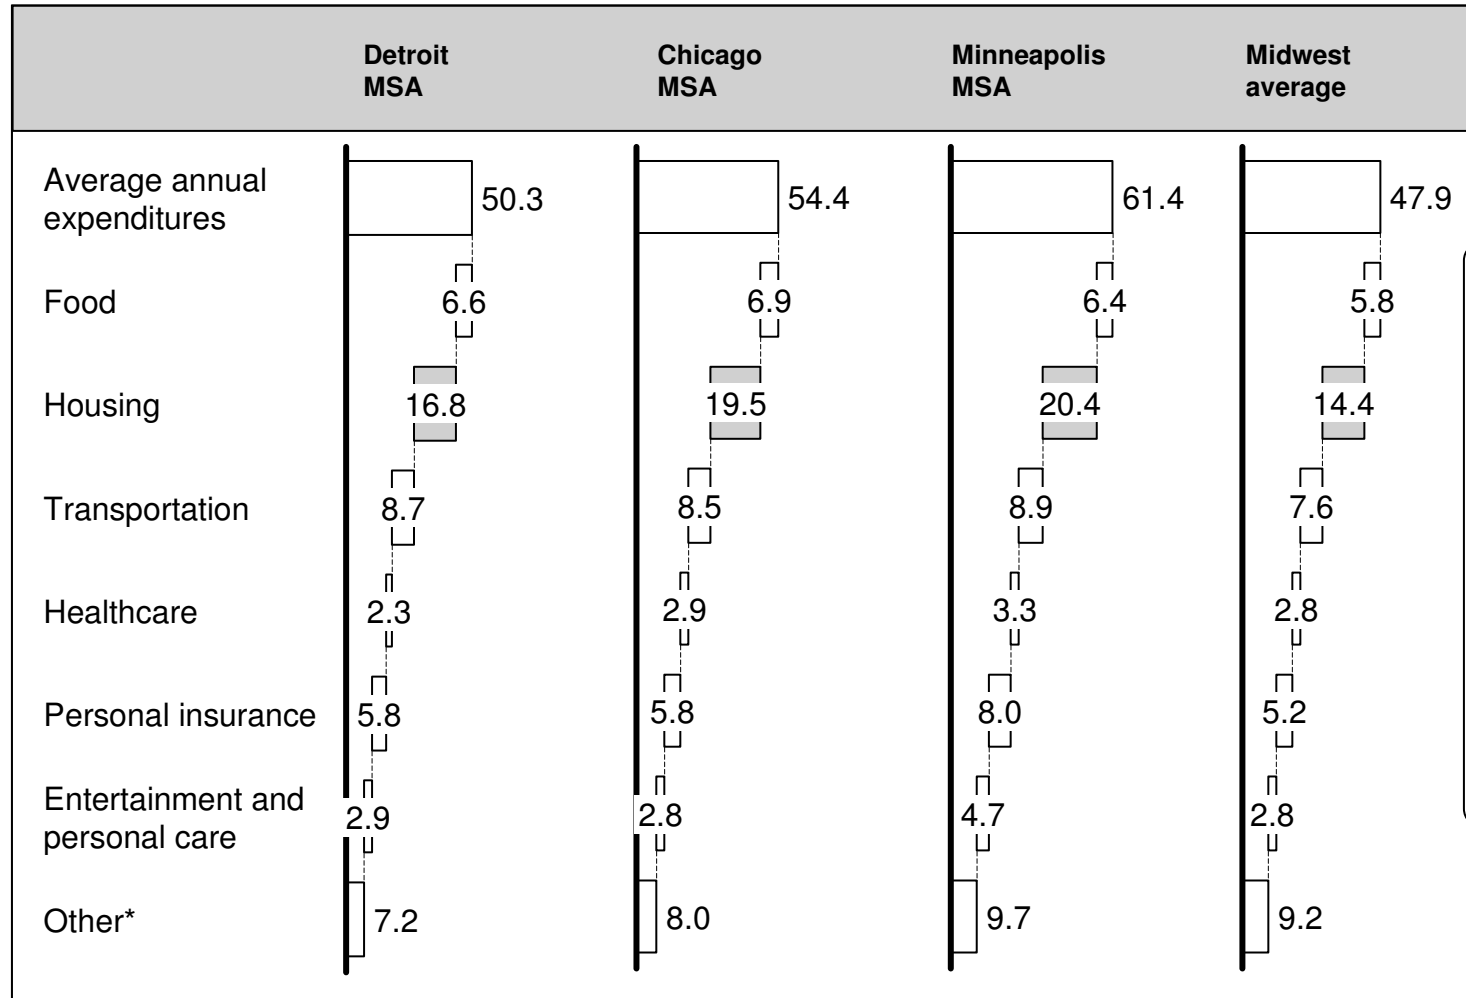 Detroit MSA
Chicago MSA
Minneapolis MSA
Midwest average
Average annual expenditures
50.3
54.4
61.4
47.9
Food
6.6
6.9
6.4
5.8
Housing
16.8
19.5
20.4
14.4
Transportation
8.7
8.5
8.9
7.6
Healthcare
2.3
2.9
3.3
2.8
Personal insurance
5.8
5.8
8.0
5.2
Entertainment and personal care
2.9
2.8
4.7
2.8
Other*
7.2
8.0
9.7
9.2